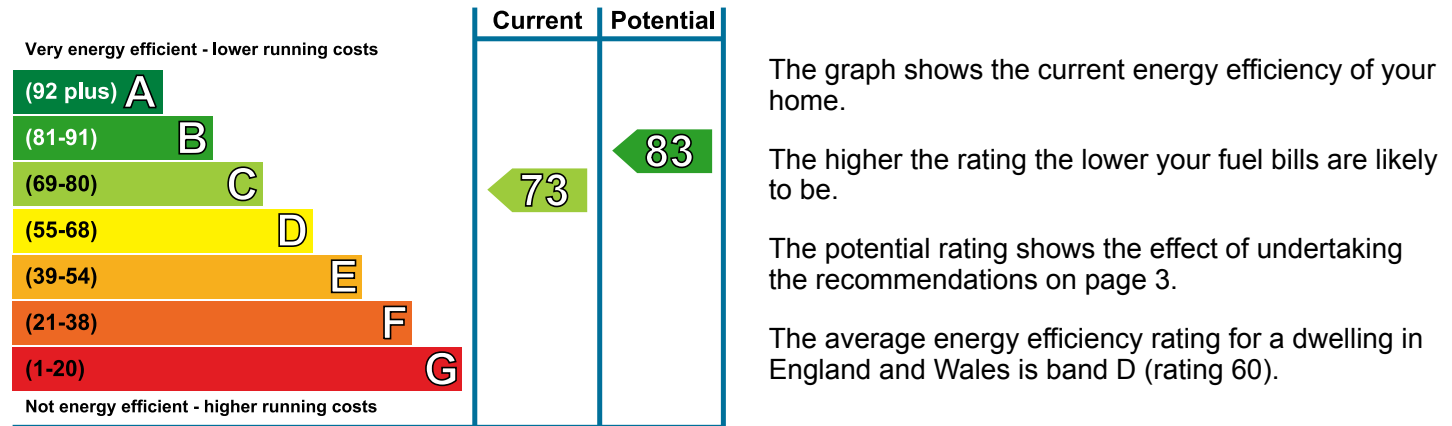 Current Potential
Very energy efficient - lower running costs
(92 plus) A
(81-91) B
83
(69-80) C
73
(55-68) D
(39-54) E
(21-38) F
(1-20) G
Not energy efficient - higher running costs
The graph shows the current energy efficiency of your
home.
The higher the rating the lower your fuel bills are likely
to be.
The potential rating shows the effect of undertaking
the recommendations on page 3.
The average energy efficiency rating for a dwelling in
England and Wales is band D (rating 60).